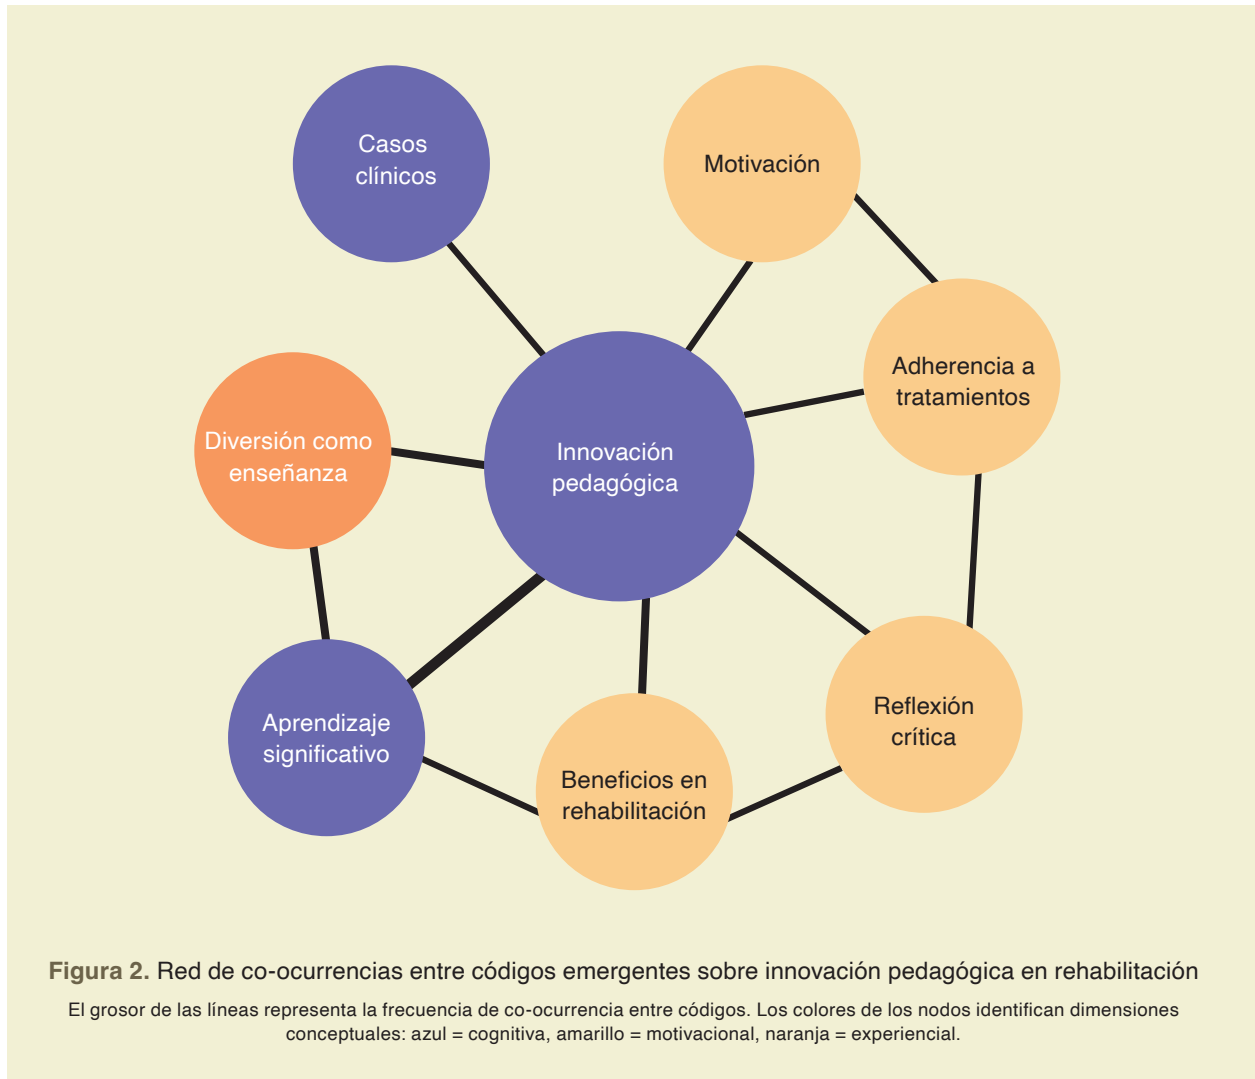 Casos
clínicos
Motivación
Adherencia a
tratamientos
Diversión como
enseñanza
Innovación
pedagógica
Aprendizaje
significativo
Beneficios en
rehabilitación
Reflexión
crítica
Figura 2. Red de co-ocurrencias entre códigos emergentes sobre innovación pedagógica en rehabilitación
El grosor de las líneas representa la frecuencia de co-ocurrencia entre códigos. Los colores de los nodos identifican dimensiones
conceptuales: azul = cognitiva, amarillo = motivacional, naranja = experiencial.